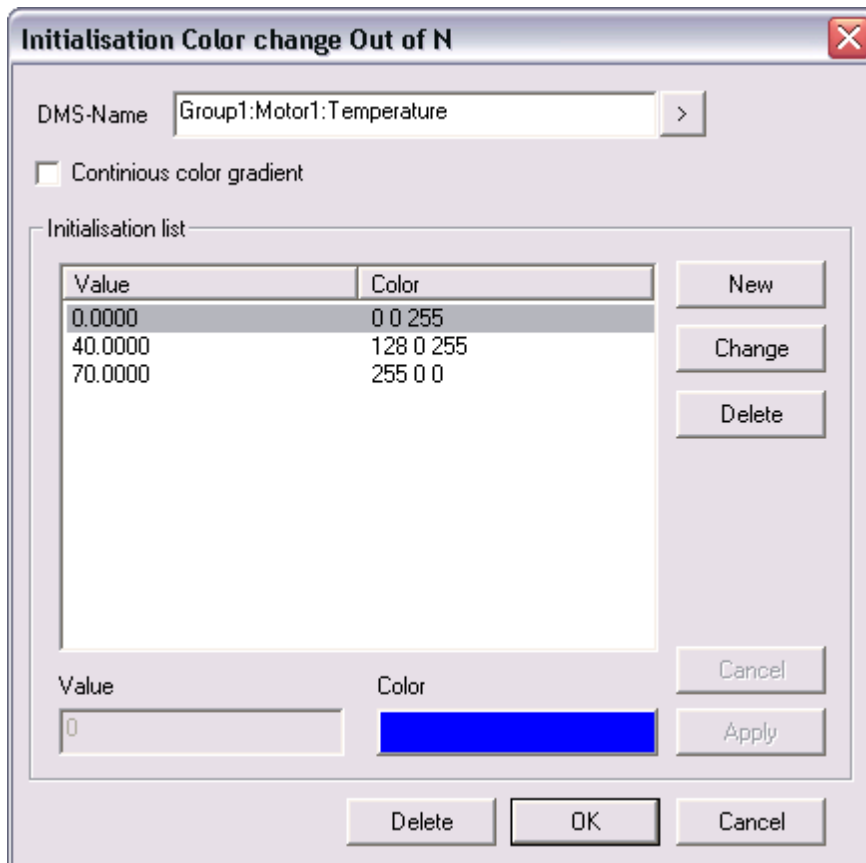 Initialisation Color change Out of N
DMS-Name Group1:Motor1:Temperature >
Continious color gradient
Initialisation list
Value Color
0.0000 0 0 255
40.0000 128 0 255
70.0000 255 0 0
New
Change
Delete
Value Color
0
Cancel
Apply
Delete OK Cancel